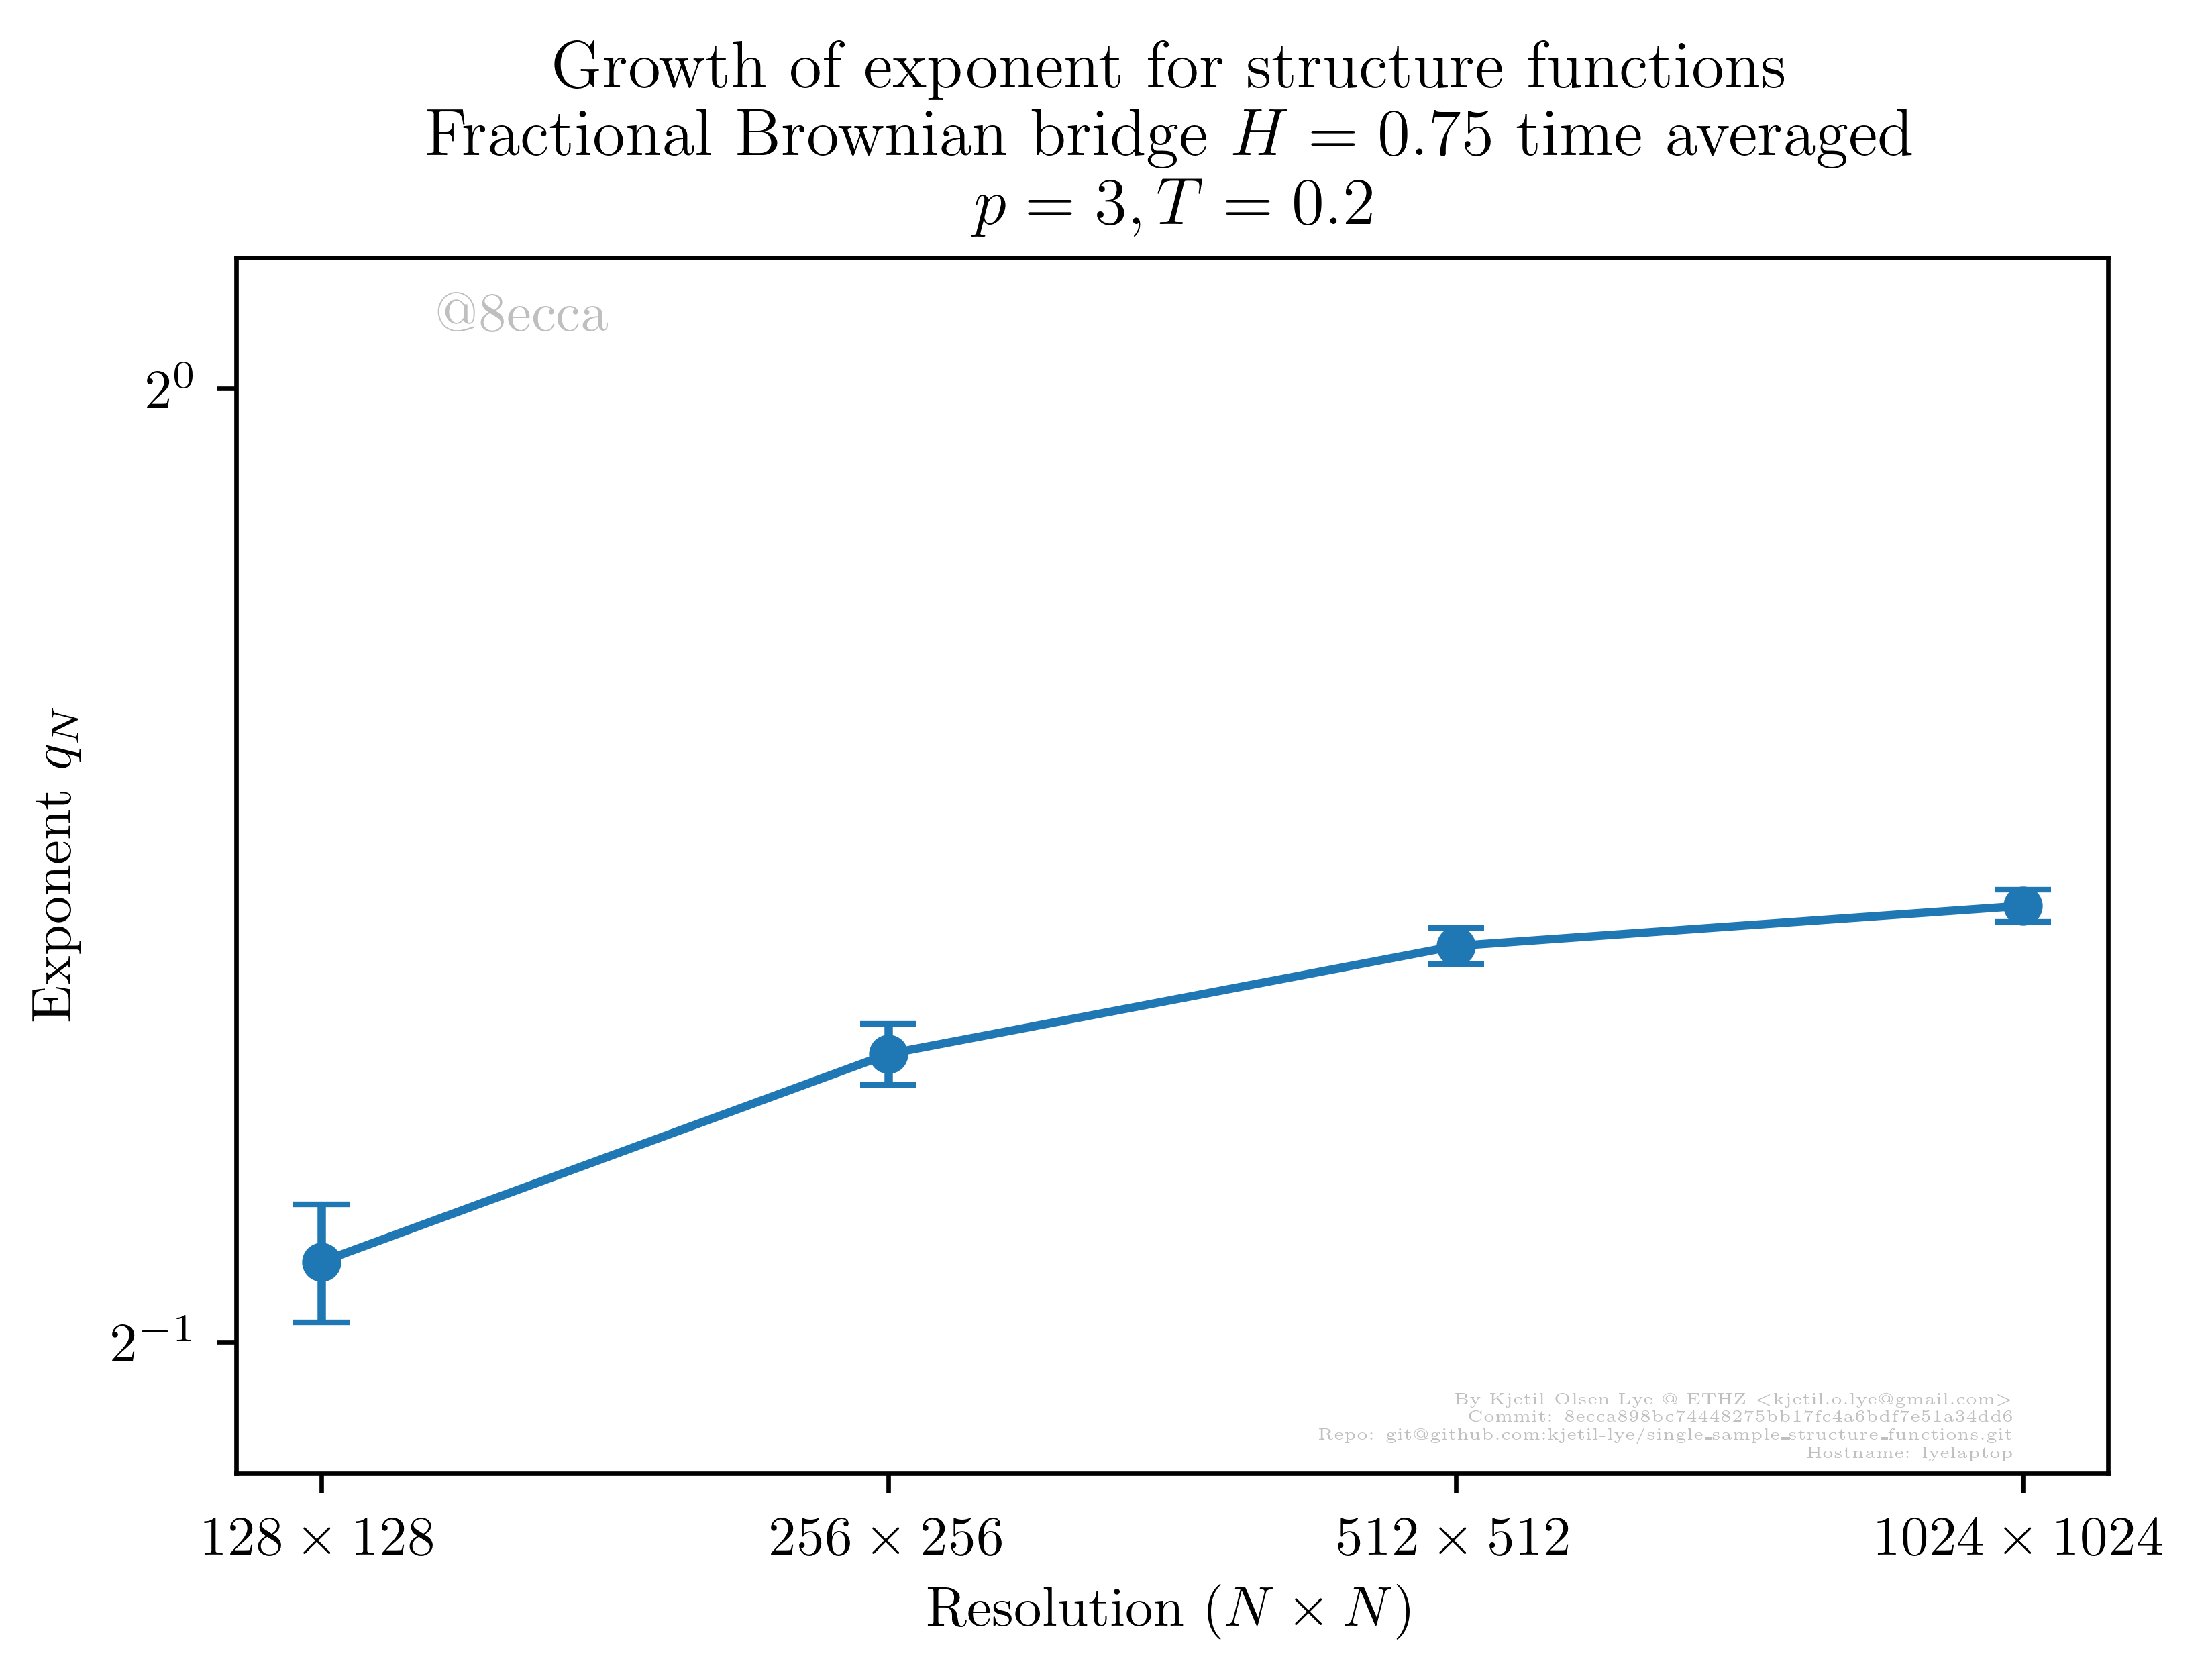 Growth of exponent for structure functions
Fractional Brownian bridge H = 0.75 time averaged
p = 3, T = 0.2
@8ecca
2⁰
Exponent q_N
2⁻¹
By Kjetil Olsen Lye @ ETHZ <kjetil.o.lye@gmail.com>
Commit: 8ecca898bc74448275bb17fc4a6bdf7e51a34dd6
Repo: git@github.com:kjetil-lye/single_sample_structure_functions.git
Hostname: lyelaptop
128 × 128 256 × 256 512 × 512 1024 × 1024
Resolution (N × N)